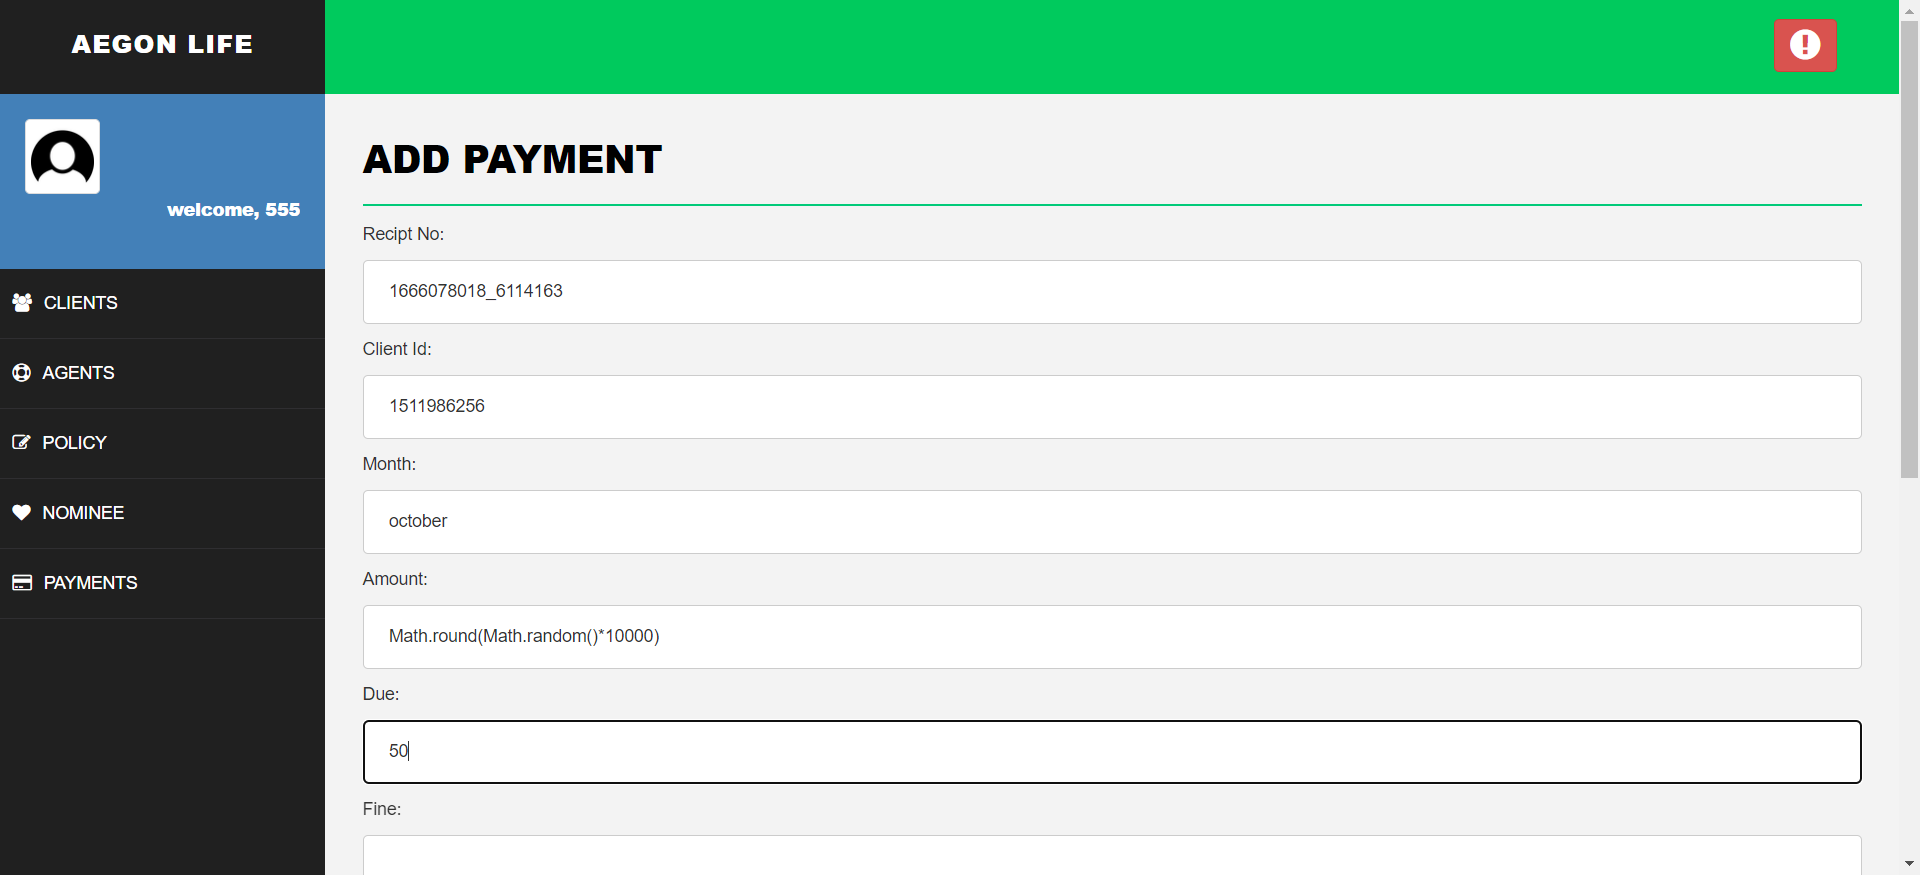 AEGON LIFE
welcome, 555
CLIENTS
AGENTS
POLICY
NOMINEE
PAYMENTS
ADD PAYMENT
Recipt No:
1666078018_6114163
Client Id:
1511986256
Month:
october
Amount:
Math.round(Math.random()*10000)
Due:
50
Fine: